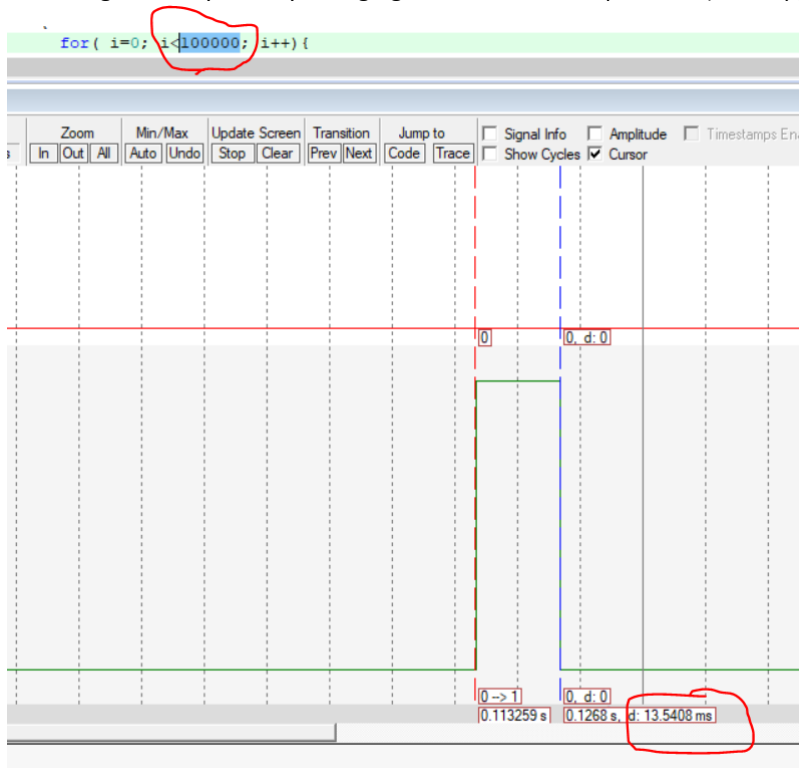 for( i=0; i<100000; i++){
Zoom Min/Max Update Screen Transition Jump to Signal Info Amplitude Timestamps Ena
s In Out All Auto Undo Stop Clear Prev Next Code Trace Show Cycles Cursor
0 0, d: 0
0 --> 1 0, d: 0
0.113259 s 0.1268 s, d: 13.5408 ms